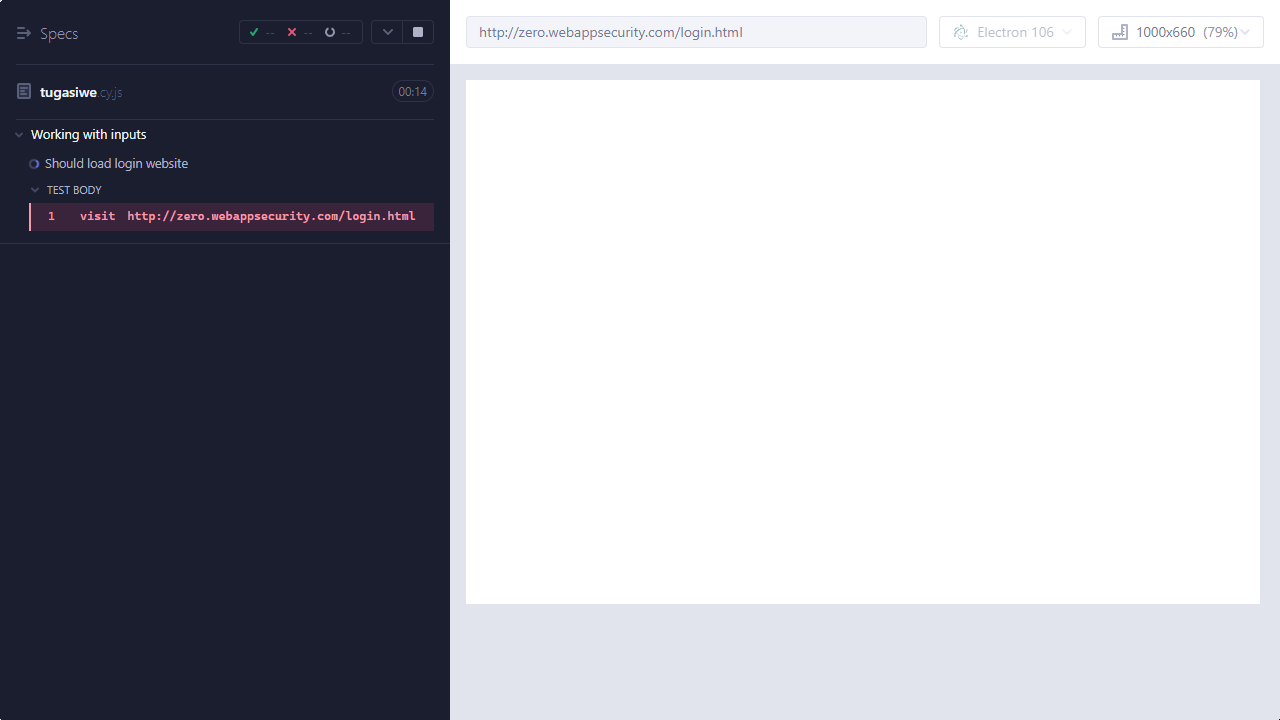 Specs
-- -- --
http://zero.webappsecurity.com/login.html
Electron 106
1000x660 (79%)
tugasiwe.cy.js
00:14
Working with inputs
Should load login website
TEST BODY
1 visit http://zero.webappsecurity.com/login.html